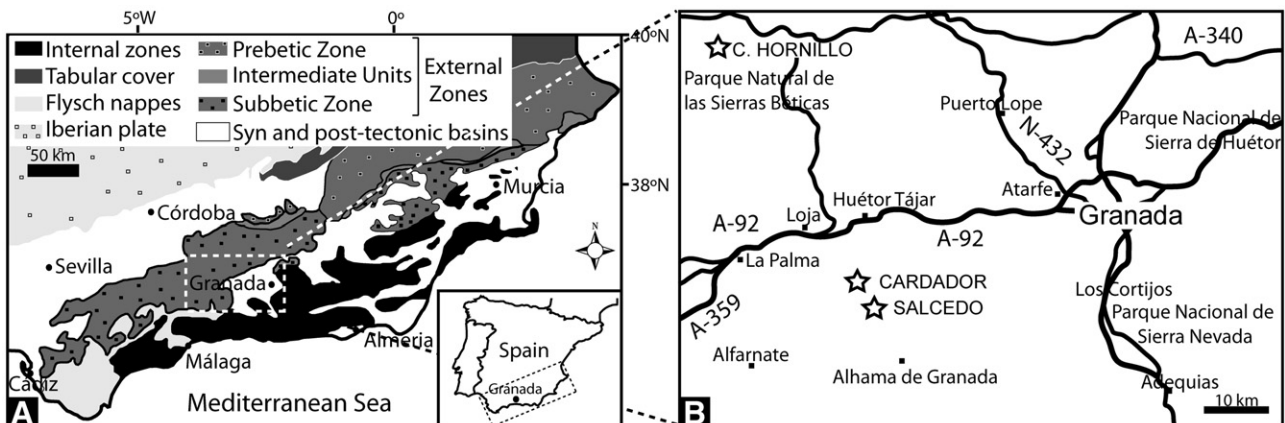 5ºW
0º
40ºN
Internal zones
Prebetic Zone
Tabular cover
Intermediate Units
External
Zones
Flysch nappes
Subbetic Zone
Iberian plate
Syn and post-tectonic basins
50 km
Murcia
38ºN
Córdoba
N
Sevilla
Granada
Almeria
Málaga
Cádiz
Mediterranean Sea
A
Spain
Granada
C. HORNILLO
A-340
Parque Natural de
las Sierras Béticas
Puerto Lope
Parque Nacional
de
Sierra de Huétor
N-432
Atarfe
Huétor Tájar
Loja
Granada
A-92
A-92
La Palma
CARDADOR
SALCEDO
Los Cortijos
Parque Nacional de
Sierra Nevada
A-359
Alfarnate
Alhama de Granada
Adequias
B
10 km